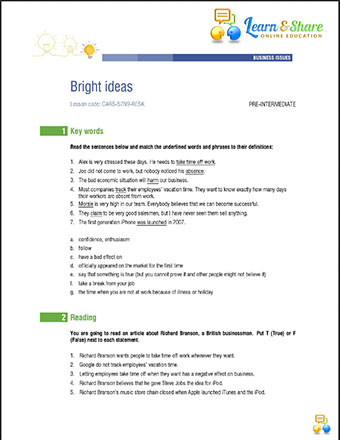 Learn & Share
ONLINE EDUCATION
BUSINESS ISSUES
Bright ideas
Lesson code: CAR5-S7N9-RE5K
PRE-INTERMEDIATE
1 Key words
Read the sentences below and match the underlined words and phrases to their definitions:
1. Alex is very stressed these days. He needs to take time off work.
2. Joe did not come to work, but nobody noticed his absence.
3. The bad economic situation will harm our business.
4. Most companies track their employees' vacation time. They want to know exactly how many days
their workers are absent from work.
5. Morale is very high in our team. Everybody believes that we can become successful.
6. They claim to be very good salesmen, but I have never seen them sell anything.
7. The first generation iPhone was launched in 2007.
a. confidence, enthusiasm
b. follow
c. have a bad effect on
d. officially appeared on the market for the first time
e. say that something is true (but you cannot prove it and other people might not believe it)
f. take a break from your job
g. the time when you are not at work because of illness or holiday
2 Reading
You are going to read an article about Richard Branson, a British businessman. Put T (True) or F
(False) next to each statement.
1. Richard Branson wants people to take time off work whenever they want.
2. Google do not track employees' vacation time.
3. Letting employees take time off when they want has a negative effect on business.
4. Richard Branson believes that he gave Steve Jobs the idea for iPod.
5. Richard Branson's music store chain closed when Apple launched iTunes and the iPod.